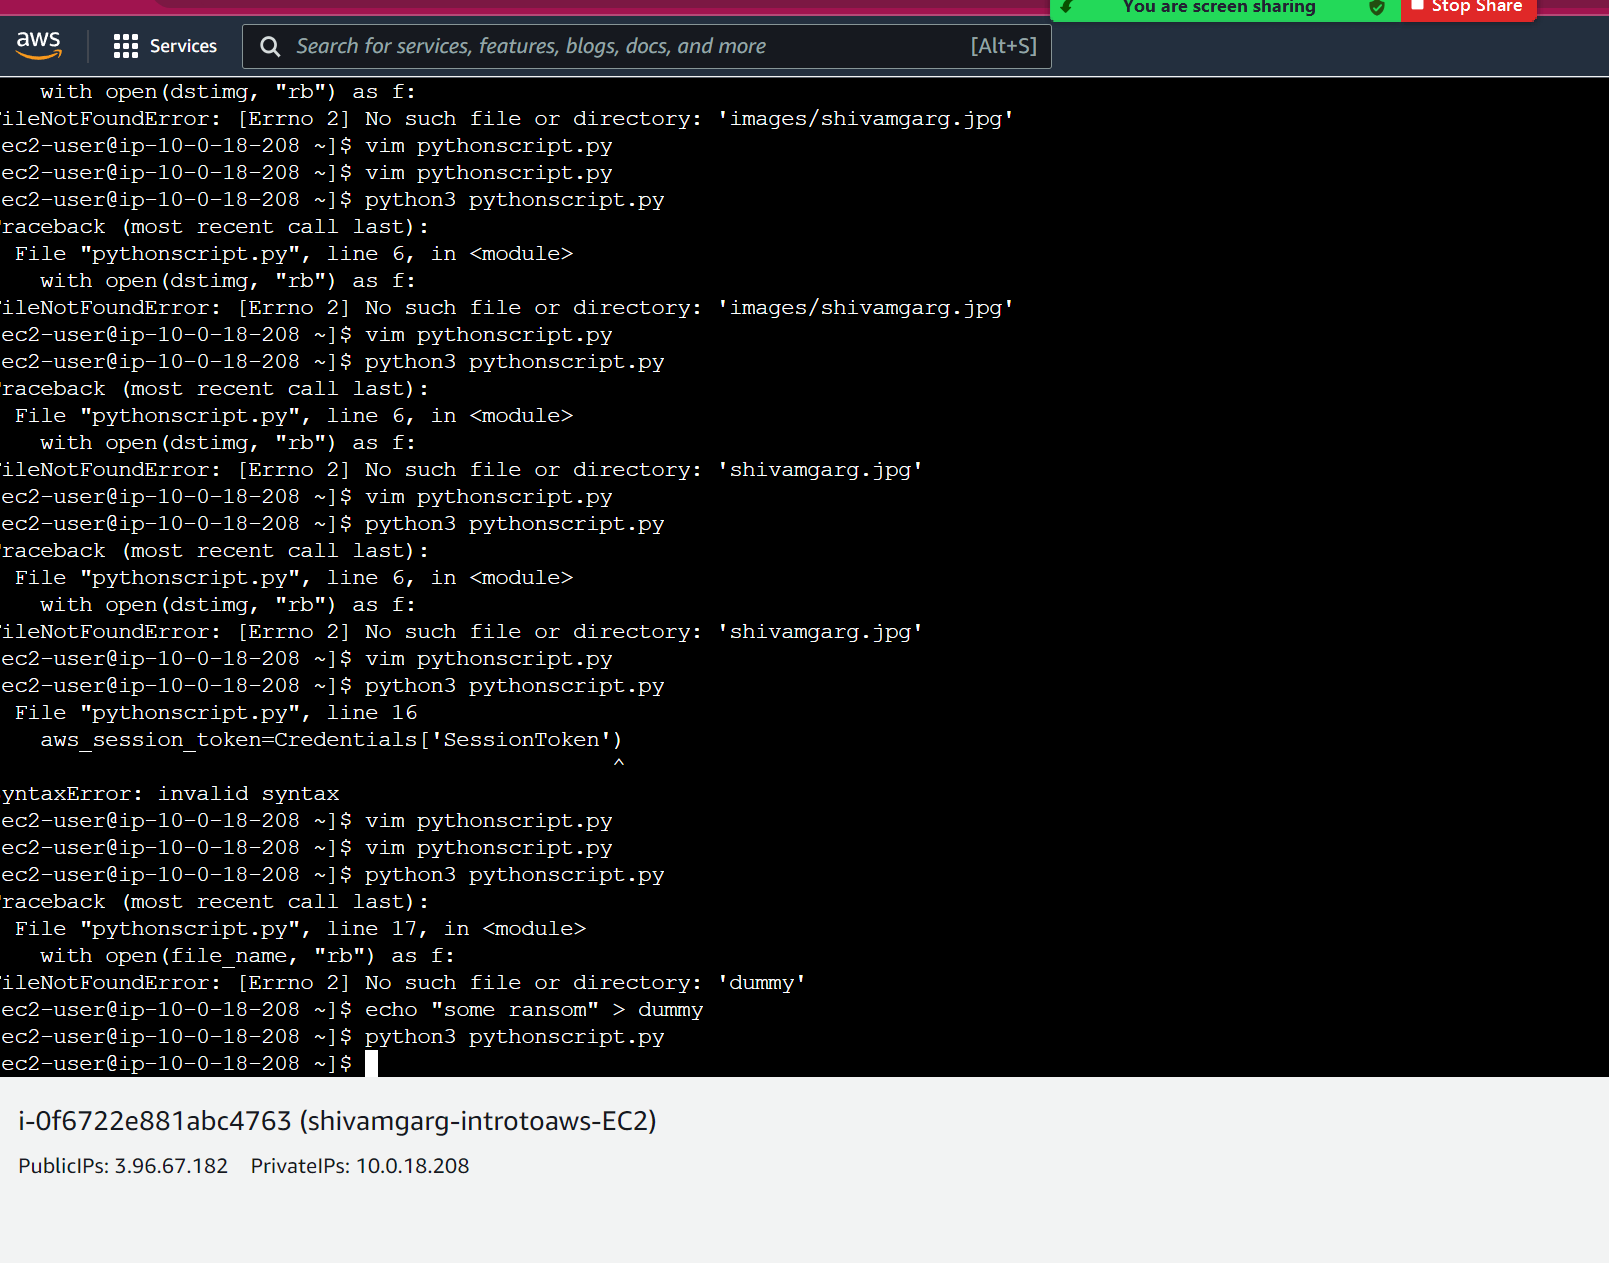 You are screen sharing
Stop Share
aws
Services
Search for services, features, blogs, docs, and more
[Alt+S]
with open(dstimg, "rb") as f:
ileNotFoundError: [Errno 2] No such file or directory: 'images/shivamgarg.jpg'
ec2-user@ip-10-0-18-208 ~]$ vim pythonscript.py
ec2-user@ip-10-0-18-208 ~]$ vim pythonscript.py
ec2-user@ip-10-0-18-208 ~]$ python3 pythonscript.py
raceback (most recent call last):
File "pythonscript.py", line 6, in <module>
with open(dstimg, "rb") as f:
ileNotFoundError: [Errno 2] No such file or directory: 'images/shivamgarg.jpg'
ec2-user@ip-10-0-18-208 ~]$ vim pythonscript.py
ec2-user@ip-10-0-18-208 ~]$ python3 pythonscript.py
raceback (most recent call last):
File "pythonscript.py", line 6, in <module>
with open(dstimg, "rb") as f:
ileNotFoundError: [Errno 2] No such file or directory: 'shivamgarg.jpg'
ec2-user@ip-10-0-18-208 ~]$ vim pythonscript.py
ec2-user@ip-10-0-18-208 ~]$ python3 pythonscript.py
raceback (most recent call last):
File "pythonscript.py", line 6, in <module>
with open(dstimg, "rb") as f:
ileNotFoundError: [Errno 2] No such file or directory: 'shivamgarg.jpg'
ec2-user@ip-10-0-18-208 ~]$ vim pythonscript.py
ec2-user@ip-10-0-18-208 ~]$ python3 pythonscript.py
File "pythonscript.py", line 16
aws_session_token=Credentials['SessionToken')
^
yntaxError: invalid syntax
ec2-user@ip-10-0-18-208 ~]$ vim pythonscript.py
ec2-user@ip-10-0-18-208 ~]$ vim pythonscript.py
ec2-user@ip-10-0-18-208 ~]$ python3 pythonscript.py
raceback (most recent call last):
File "pythonscript.py", line 17, in <module>
with open(file_name, "rb") as f:
ileNotFoundError: [Errno 2] No such file or directory: 'dummy'
ec2-user@ip-10-0-18-208 ~]$ echo "some ransom" > dummy
ec2-user@ip-10-0-18-208 ~]$ python3 pythonscript.py
ec2-user@ip-10-0-18-208 ~]$
i-0f6722e881abc4763 (shivamgarg-introtoaws-EC2)
PublicIPs: 3.96.67.182 PrivateIPs: 10.0.18.208